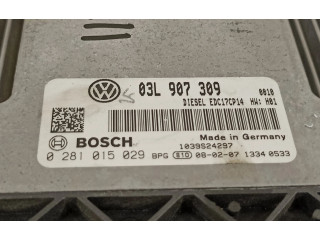 03L 907 309 0010
DIESEL EDC17CP14 HW: H01
BOSCH Made in Germany
1039S24297
0 281 015 029 BPG 610 08-02-07 1334 0533